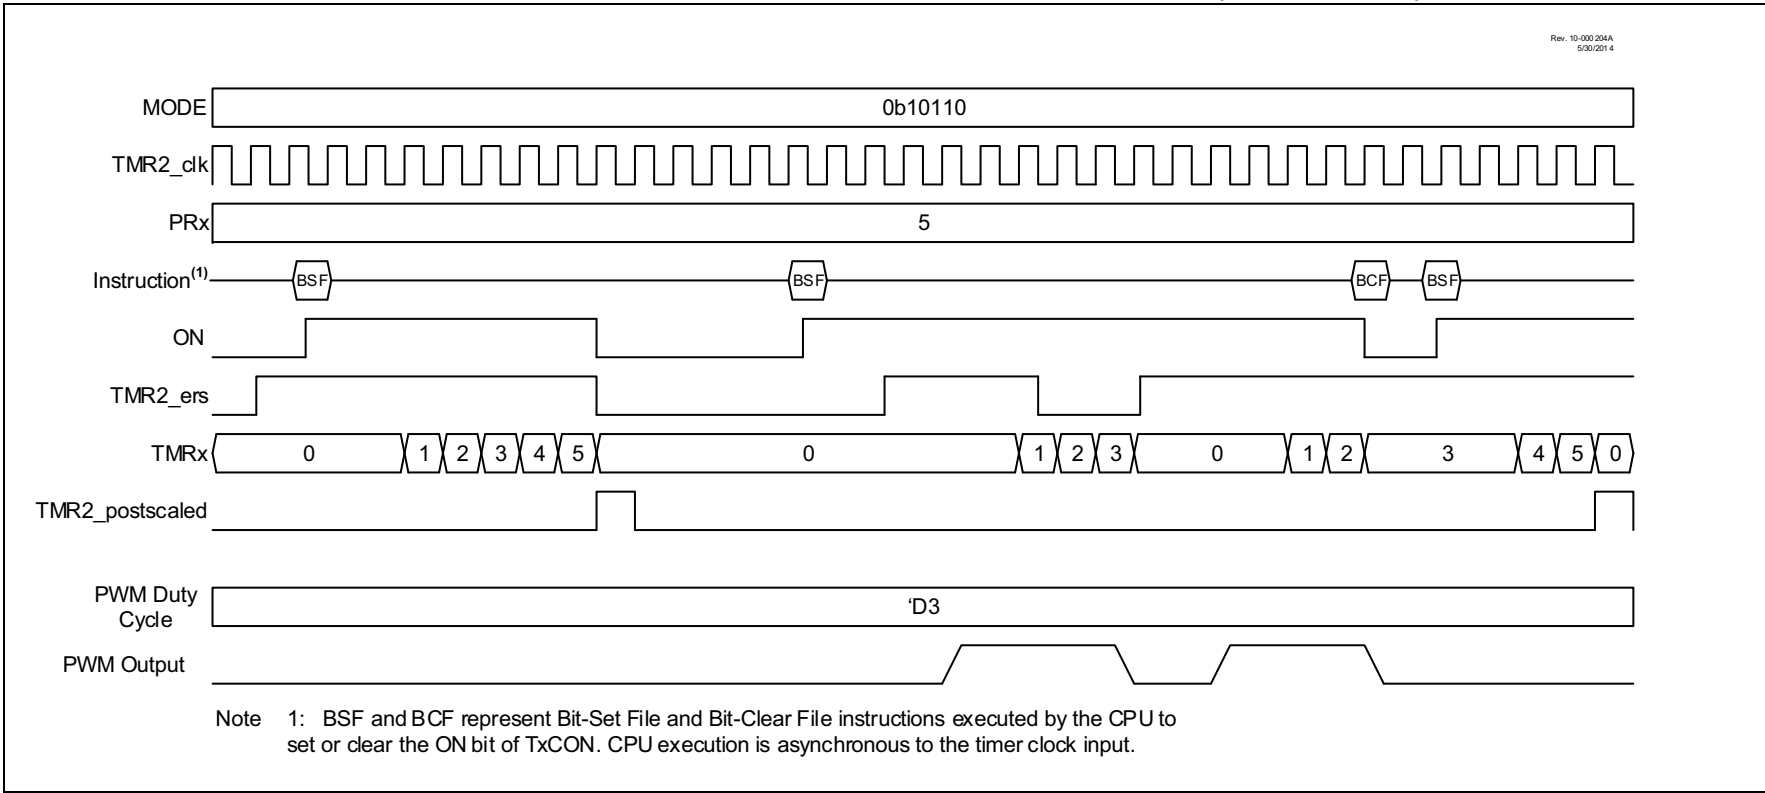 Rev. 10-000 204A
5/30/201 4
MODE 0b10110
TMR2_clk
PRx 5
Instruction(1) BSF BSF BCF BSF
ON
TMR2_ers
TMRx 0 1 2 3 4 5 0 1 2 3 0 1 2 3 4 5 0
TMR2_postscaled
PWM Duty
Cycle
‘D3
PWM Output
Note 1: BSF and BCF represent Bit-Set File and Bit-Clear File instructions executed by the CPU to
set or clear the ON bit of TxCON. CPU execution is asynchronous to the timer clock input.